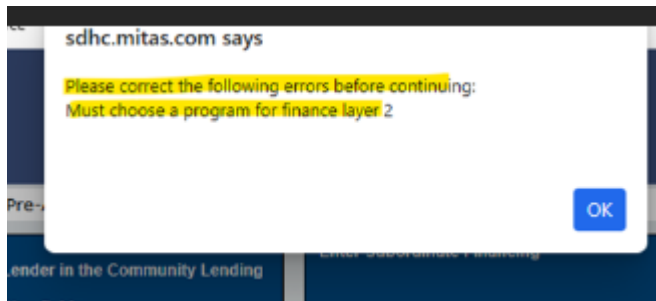 sdhc.mitas.com says
Please correct the following errors before continuing:
Must choose a program for finance layer 2
OK
Pre-
ender in the Community Lending
Enter Subordinate Financing